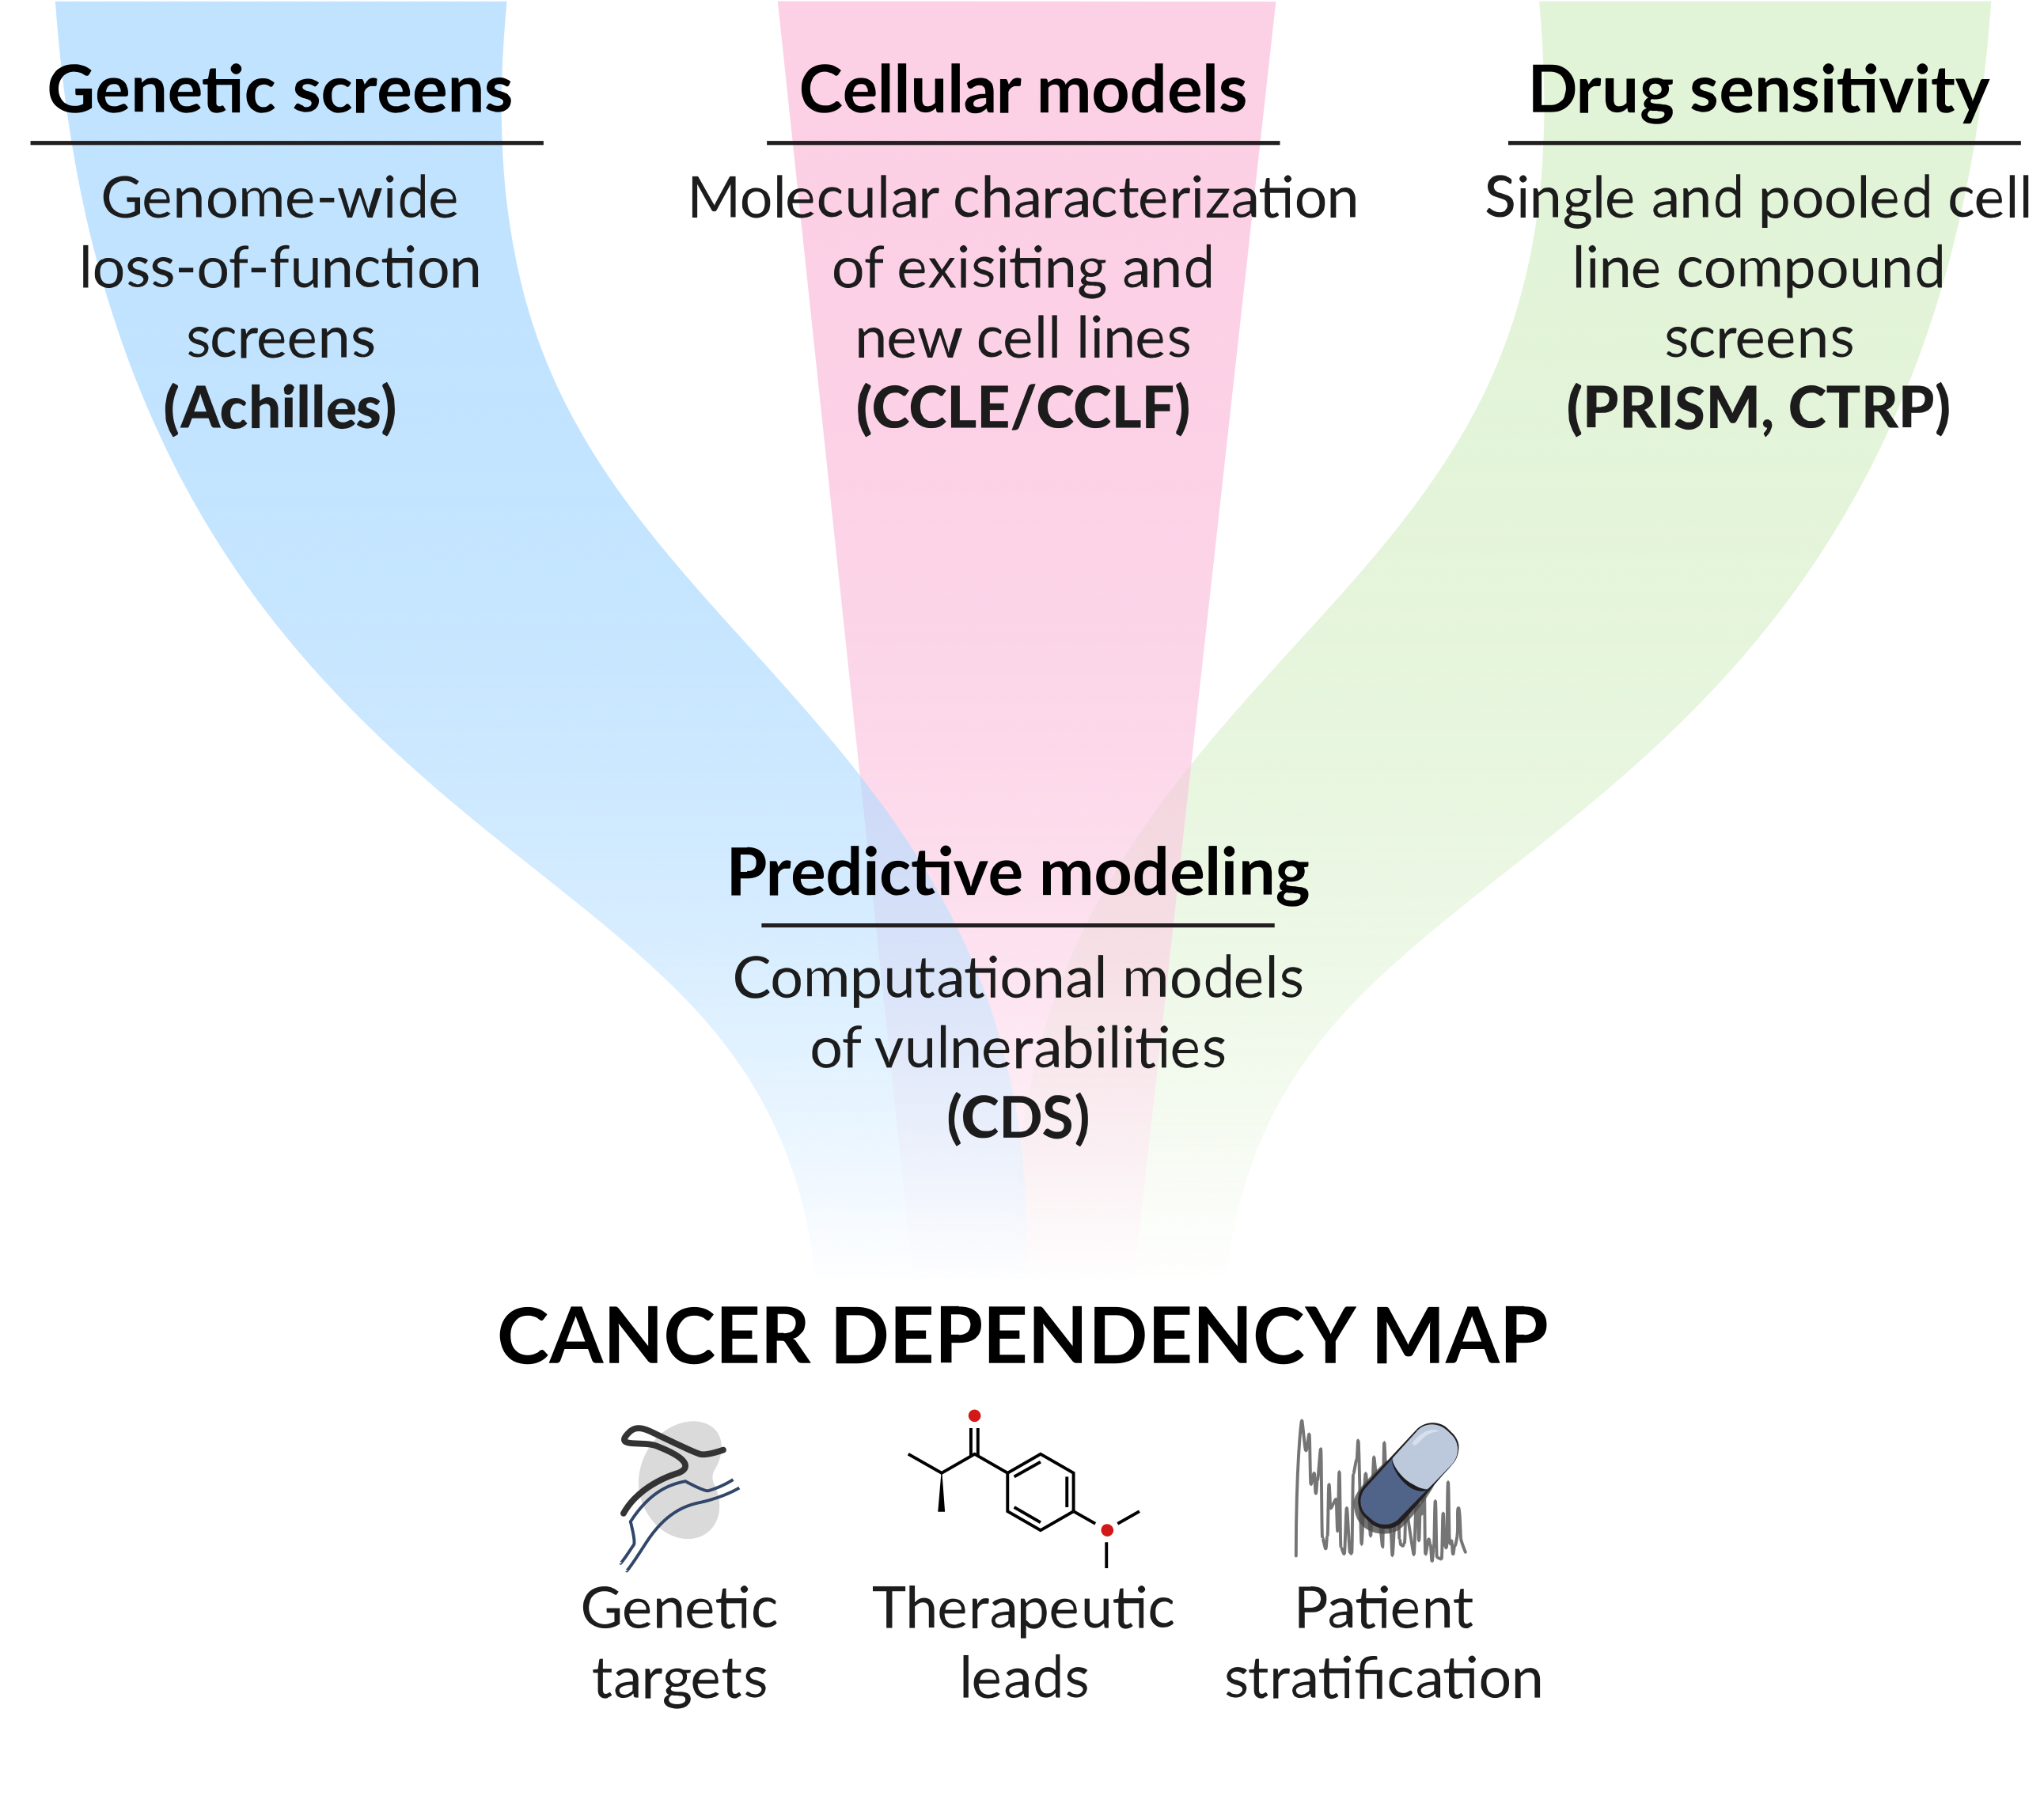 Genetic screens
Genome-wide
loss-of-function
screens
(Achilles)
Cellular models
Molecular characterization
of exisiting and
new cell lines
(CCLE/CCLF)
Drug sensitivity
Single and pooled cell
line compound
screens
(PRISM, CTRP)
Predictive modeling
Computational models
of vulnerabilities
(CDS)
CANCER DEPENDENCY MAP
Genetic
targets
Therapeutic
leads
Patient
stratification